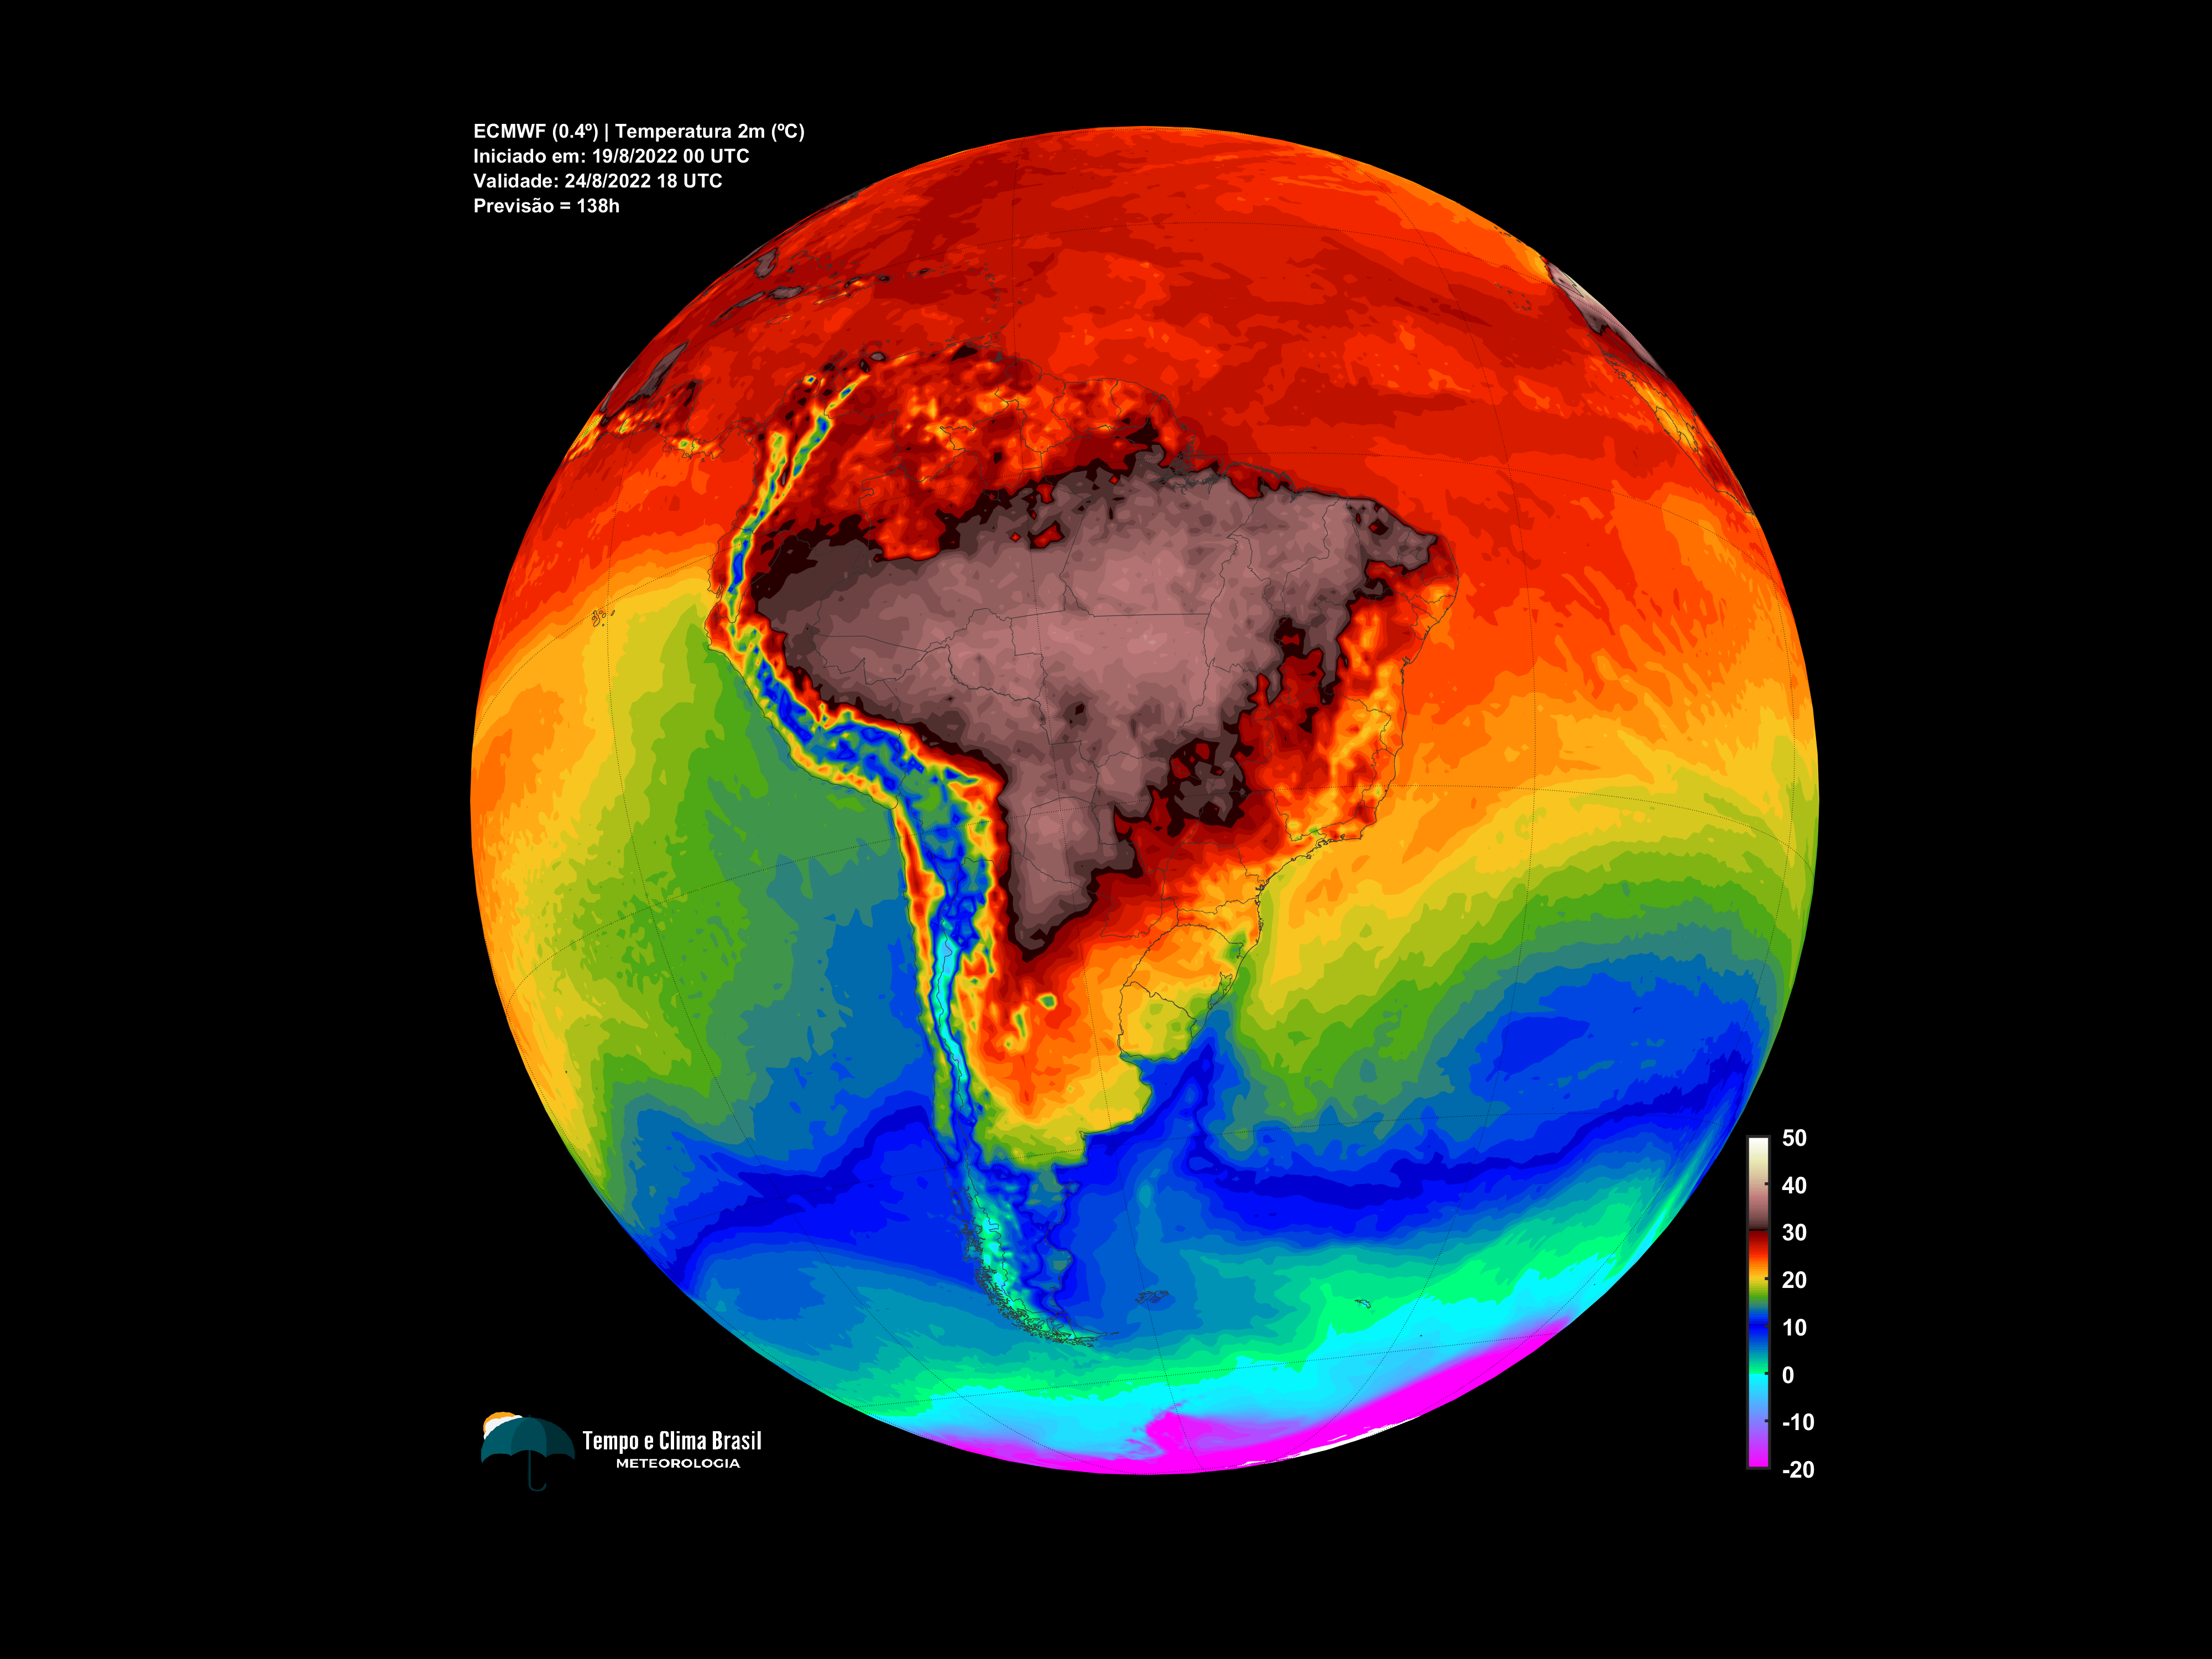 ECMWF (0.4º) | Temperatura 2m (ºC)
Iniciado em: 19/8/2022 00 UTC
Validade: 24/8/2022 18 UTC
Previsão = 138h
50
40
30
20
10
0
-10
-20
Tempo e Clima Brasil
METEOROLOGIA